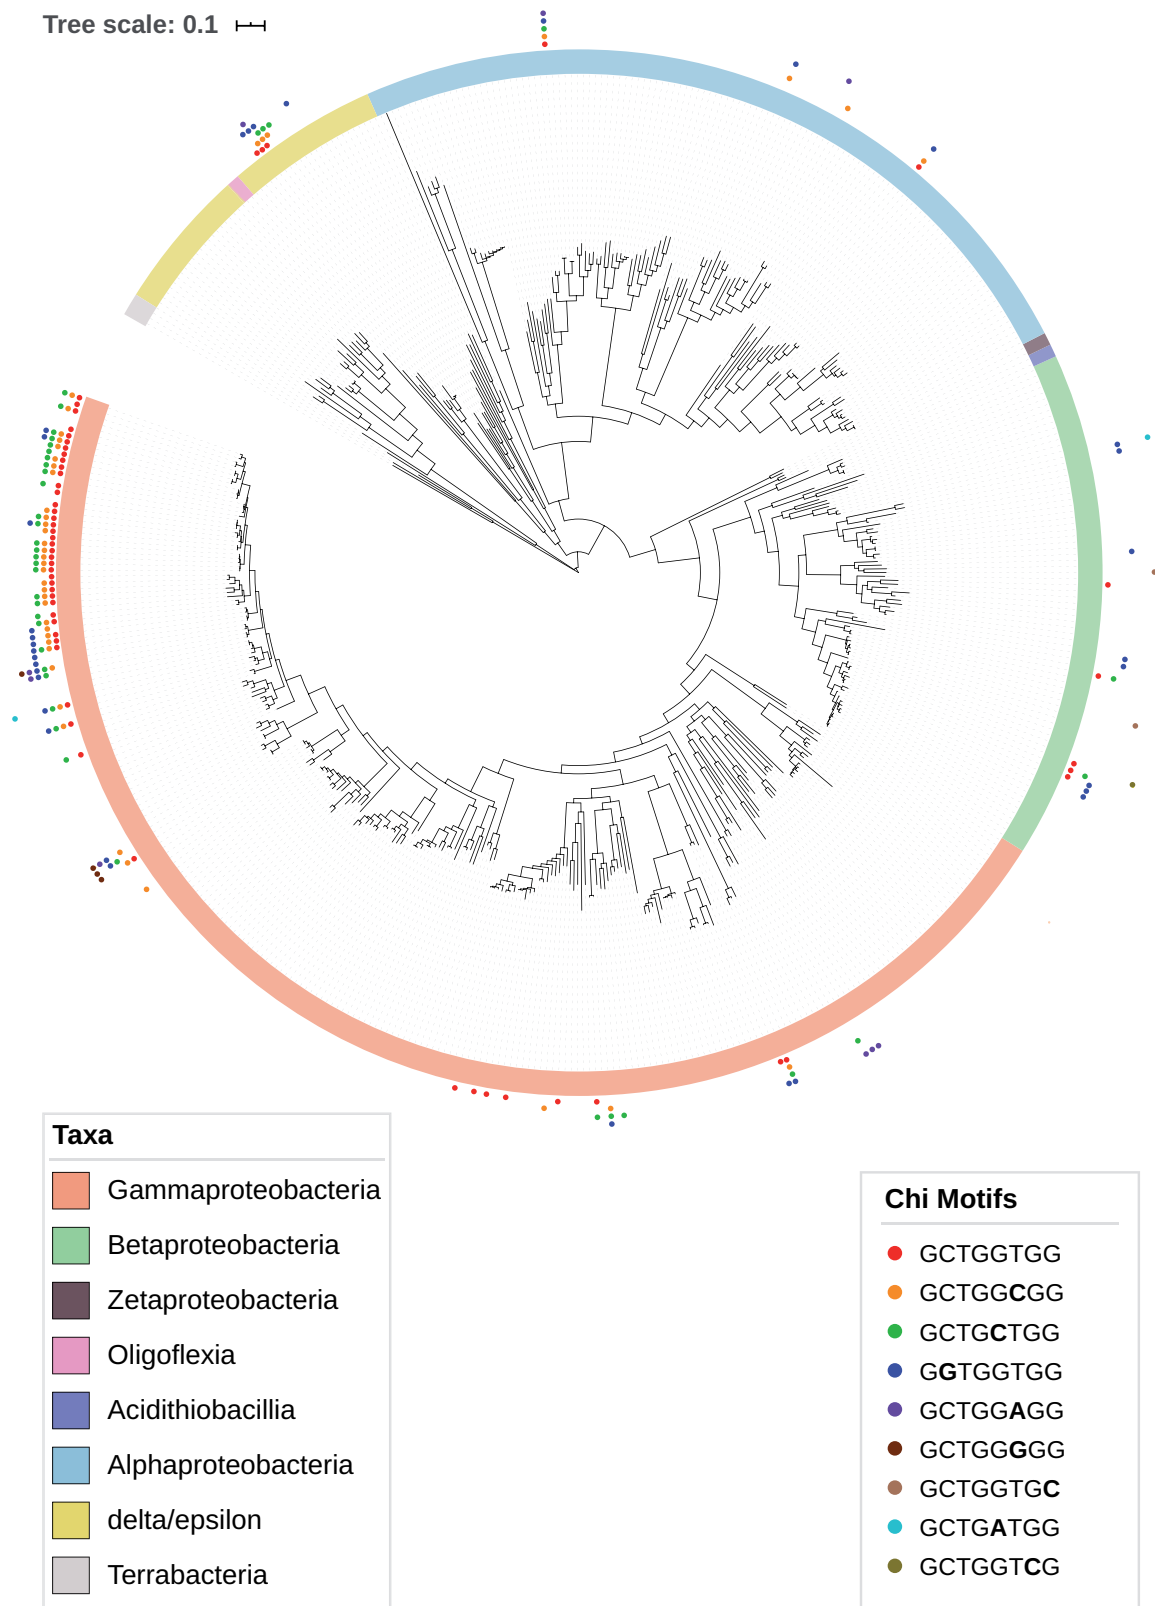 Tree scale: 0.1
Taxa
Gammaproteobacteria
Betaproteobacteria
Zetaproteobacteria
Oligoflexia
Acidithiobacillia
Alphaproteobacteria
delta/epsilon
Terrabacteria
Chi Motifs
GCTGGTGG
GCTGGCGG
GCTGCTGG
GGTGGTGG
GCTGGAGG
GCTGGGGG
GCTGGTGC
GCTGATGG
GCTGGTCG